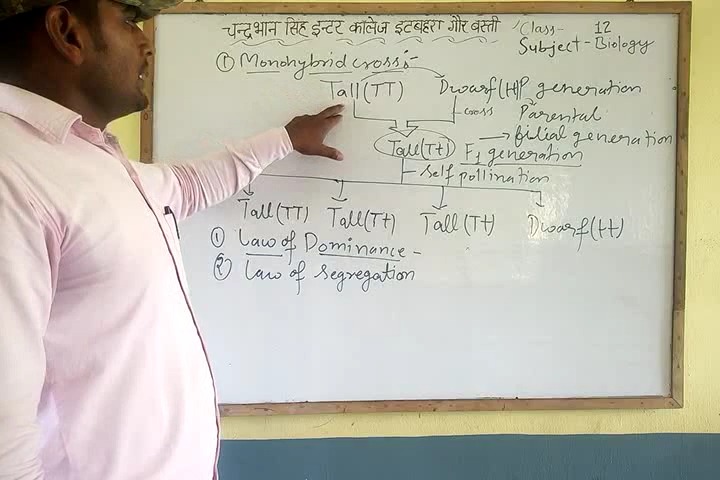 चन्द्रभान सिंह इन्टर कॉलेज इटबहरा गौर बस्ती
Class- 12
Subject - Biology
① Monohybrid cross:-
Tall (TT) Dwarf (tt) P generation
cross Parental
Tall (Tt) F1 generation → filial generation
Self pollination
Tall (TT) Tall (Tt) Tall (Tt) Dwarf (tt)
① Law of Dominance -
② Law of Segregation